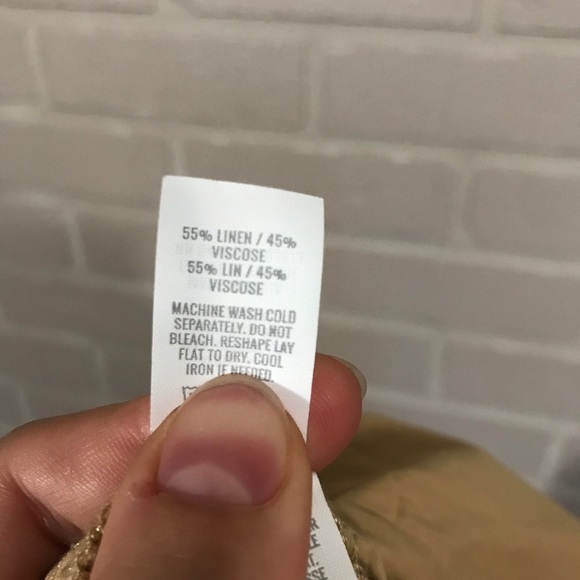 55% LINEN / 45%
VISCOSE
55% LIN / 45%
VISCOSE
MACHINE WASH COLD
SEPARATELY. DO NOT
BLEACH. RESHAPE LAY
FLAT TO DRY. COOL
IRON IF NEEDED.